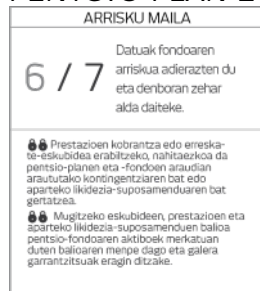 ARRISKU MAILA
6 / 7
Datuak fondoaren
arriskua adierazten du
eta denboran zehar
alda daiteke.
Prestazioen kobrantza edo erreska-
te-eskubidea erabiltzeko, nahitaezkoa da
pentsio-planen eta -fondoen araudian
araututako kontingentziaren bat edo
aparteko likidezia-suposamenduaren bat
gertatzea.
Mugitzeko eskubideen, prestazioen eta
aparteko likidezia-suposamenduen balioa
pentsio-fondoaren aktiboek merkatuan
duten balioaren menpe dago eta galera
garrantzitsuak eragin ditzake.